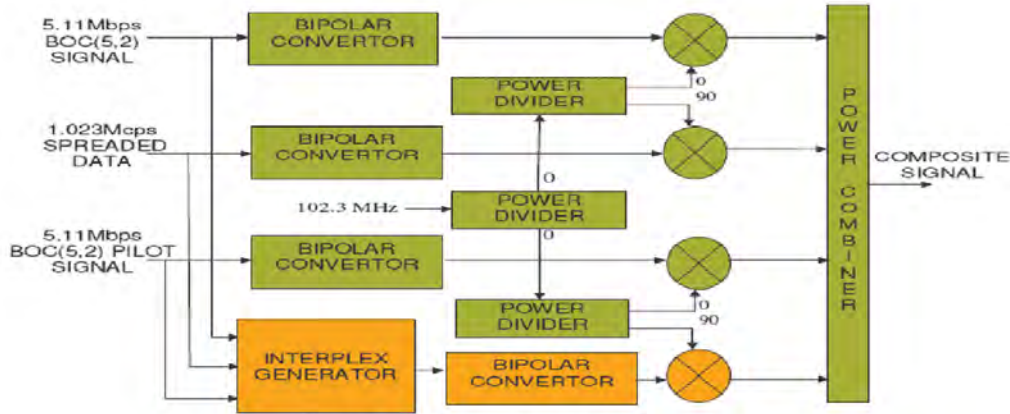 5.11Mbps
BOC(5,2)
SIGNAL
BIPOLAR
CONVERTOR
POWER
DIVIDER
0
90
1.023Mcps
SPREADED
DATA
BIPOLAR
CONVERTOR
0
102.3 MHz
POWER
DIVIDER
0
5.11Mbps
BOC(5,2) PILOT
SIGNAL
BIPOLAR
CONVERTOR
POWER
DIVIDER
0
90
INTERPLEX
GENERATOR
BIPOLAR
CONVERTOR
POWER COMBINER
COMPOSITE
SIGNAL